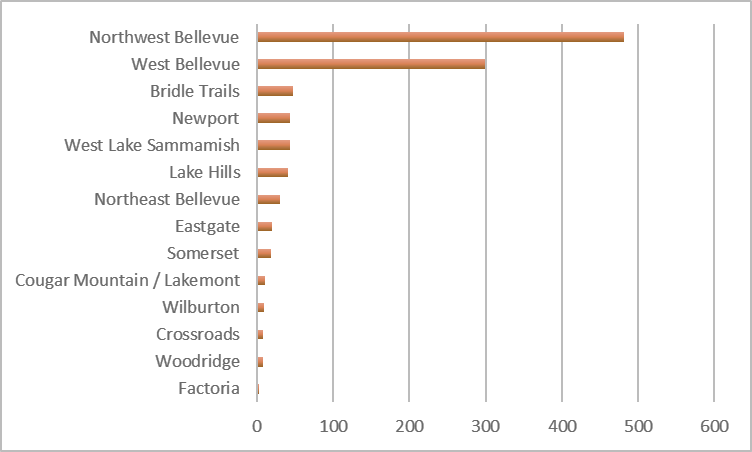 Northwest Bellevue
West Bellevue
Bridle Trails
Newport
West Lake Sammamish
Lake Hills
Northeast Bellevue
Eastgate
Somerset
Cougar Mountain / Lakemont
Wilburton
Crossroads
Woodridge
Factoria
0 100 200 300 400 500 600